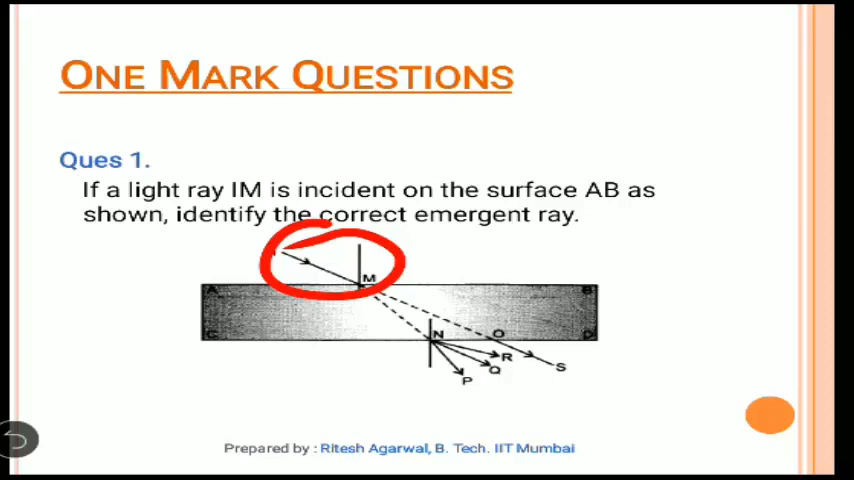 ONE MARK QUESTIONS
Ques 1.
If a light ray IM is incident on the surface AB as
shown, identify the correct emergent ray.
M
A
B
C
N
O
D
R
Q
S
P
Prepared by : Ritesh Agarwal, B. Tech. IIT Mumbai